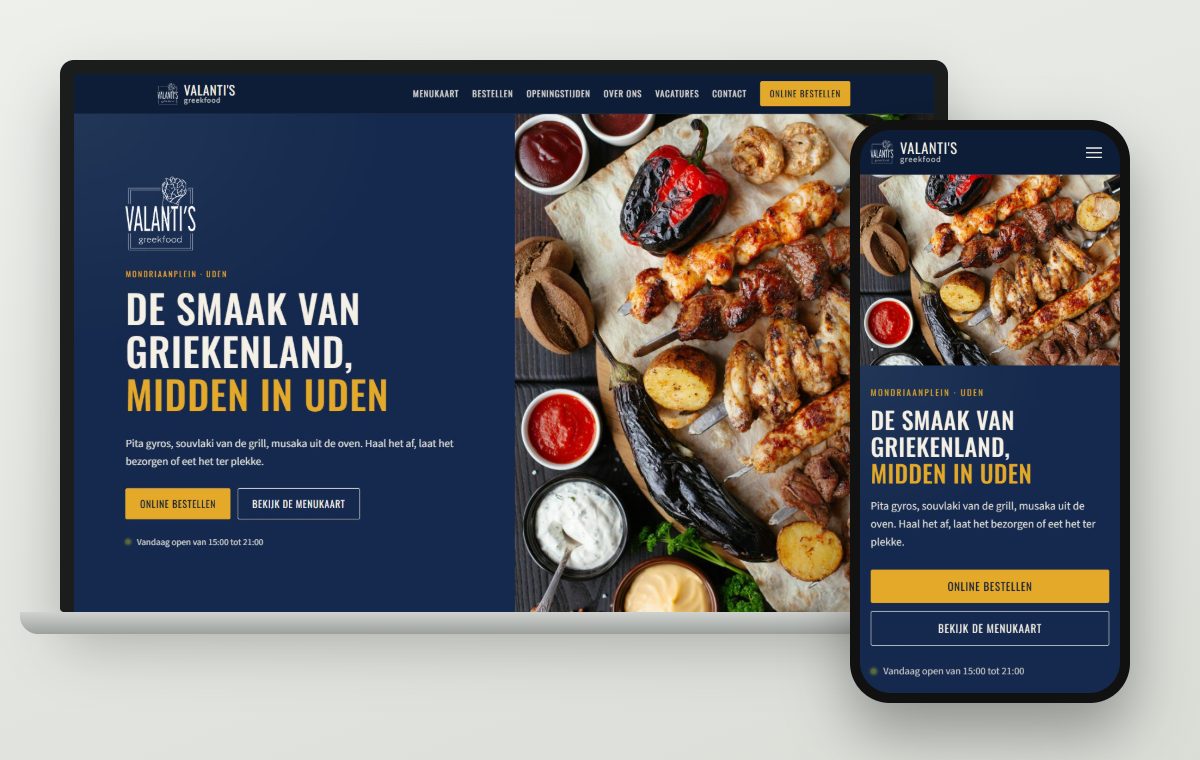 VALANTI'S
greekfood
MENUKAART BESTELLEN OPENINGSTIJDEN OVER ONS VACATURES CONTACT ONLINE BESTELLEN
VALANTI'S
greekfood
MONDRIAANPLEIN · UDEN
DE SMAAK VAN
GRIEKENLAND,
MIDDEN IN UDEN
Pita gyros, souvlaki van de grill, musaka uit de oven. Haal het af, laat het
bezorgen of eet het ter plekke.
ONLINE BESTELLEN BEKIJK DE MENUKAART
Vandaag open van 15:00 tot 21:00
VALANTI'S
VALANTI'S
greekfood
MONDRIAANPLEIN · UDEN
DE SMAAK VAN
GRIEKENLAND,
MIDDEN IN UDEN
Pita gyros, souvlaki van de grill, musaka uit de
oven. Haal het af, laat het bezorgen of eet het ter
plekke.
ONLINE BESTELLEN
BEKIJK DE MENUKAART
Vandaag open van 15:00 tot 21:00